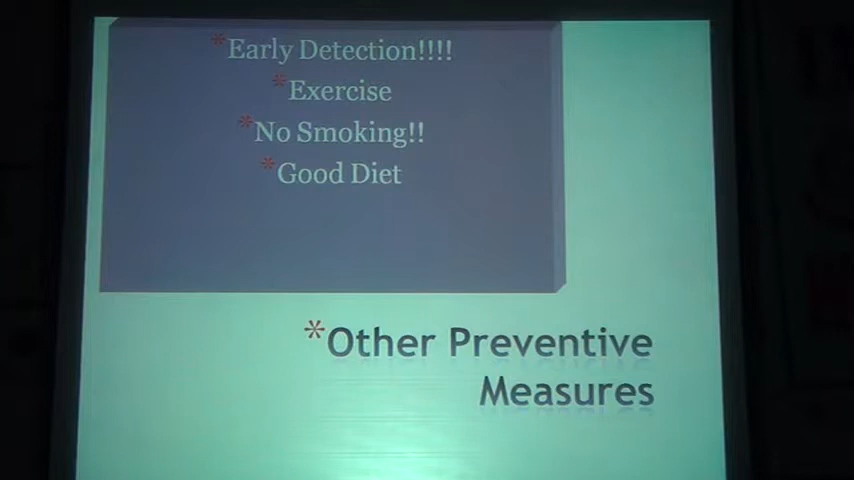 *Early Detection!!!!
*Exercise
*No Smoking!!
*Good Diet
*Other Preventive
Measures